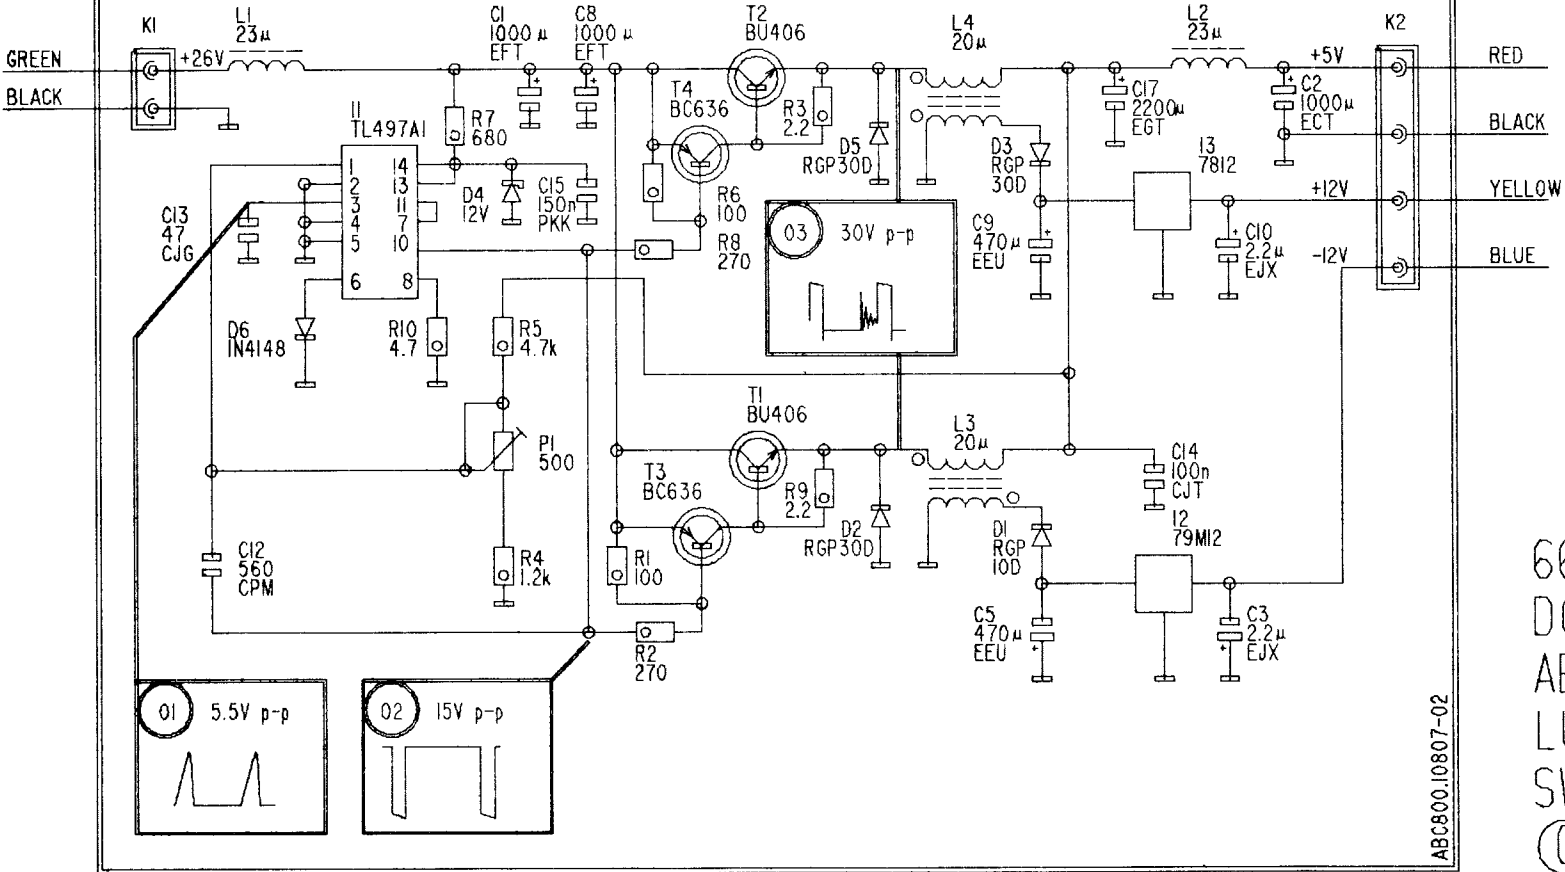 K1
GREEN
BLACK
+26V
L1
23µ
C1
1000µ
EFT
C8
1000µ
EFT
T2
BU406
L4
20µ
L2
23µ
K2
+5V
RED
BLACK
+12V
YELLOW
-12V
BLUE
I1
TL497AI
R7
680
T4
BC636
R3
2.2
D5
RGP30D
D3
RGP
30D
C17
2200µ
EGT
C2
1000µ
ECT
I3
7812
1
2
3
4
5
6
14
13
11
7
10
8
D4
12V
C15
150n
PKK
R6
100
R8
270
C13
47
CJG
03
30V p-p
C9
470µ
EEU
C10
2.2µ
EJX
D6
1N4148
R10
4.7
R5
4.7k
P1
500
T1
BU406
L3
20µ
T3
BC636
R9
2.2
D2
RGP30D
D1
RGP
10D
C14
100n
CJT
I2
79M12
C12
560
CPM
R4
1.2k
R1
100
R2
270
C5
470µ
EEU
C3
2.2µ
EJX
01
5.5V p-p
02
15V p-p
ABC800.10807-02